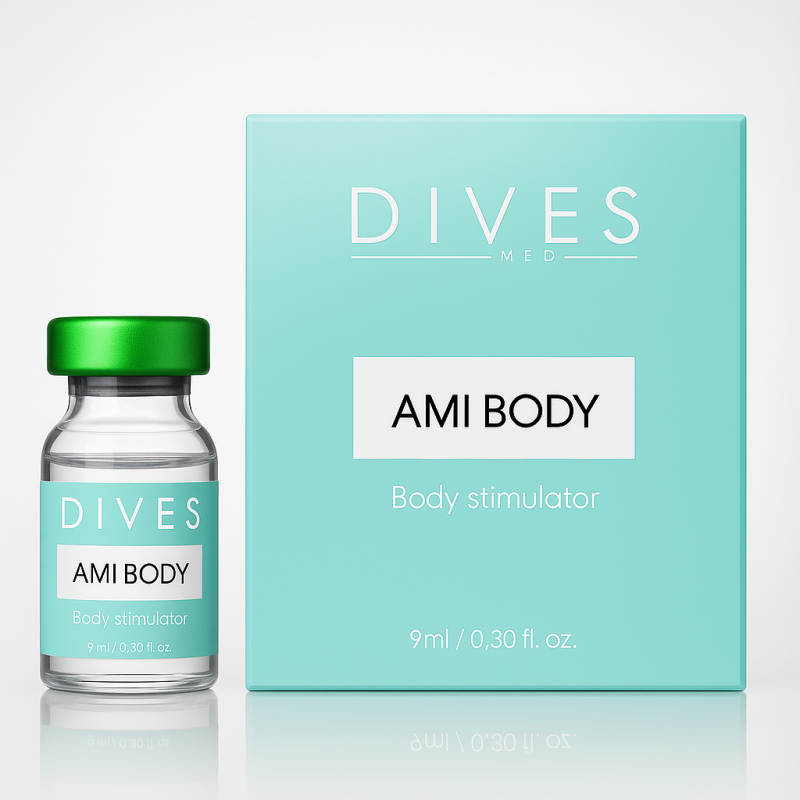 DIVES
MED
AMI BODY
Body stimulator
9ml / 0,30 fl. oz.
DIVES
AMI BODY
Body stimulator
9 ml / 0,30 fl. oz.